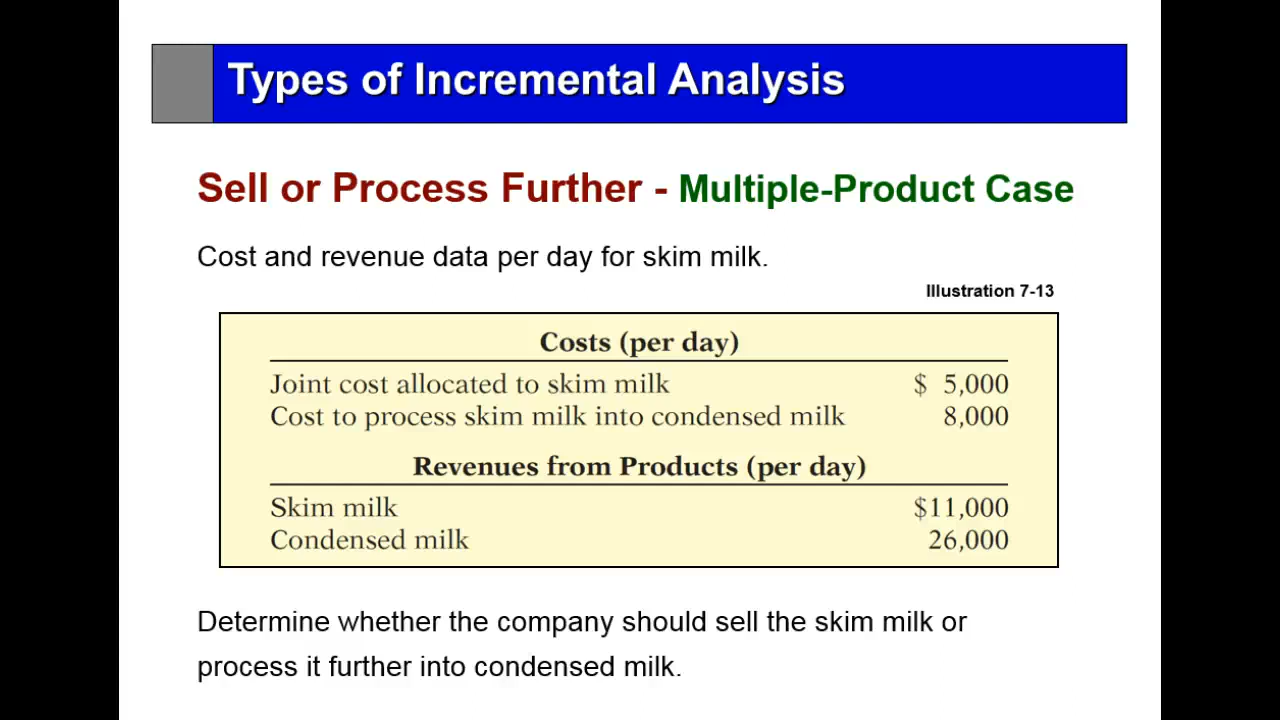 Types of Incremental Analysis
Sell or Process Further - Multiple-Product Case
Cost and revenue data per day for skim milk.
Illustration 7-13
Costs (per day)
Joint cost allocated to skim milk $ 5,000
Cost to process skim milk into condensed milk 8,000
Revenues from Products (per day)
Skim milk $11,000
Condensed milk 26,000
Determine whether the company should sell the skim milk or
process it further into condensed milk.